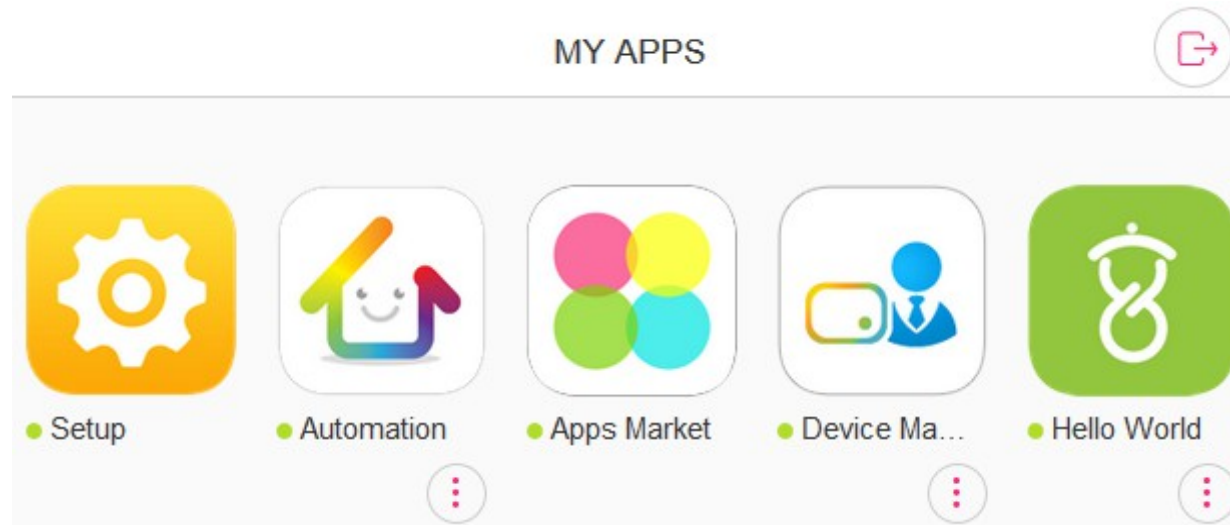 MY APPS
Setup
Automation
Apps Market
Device Ma...
Hello World